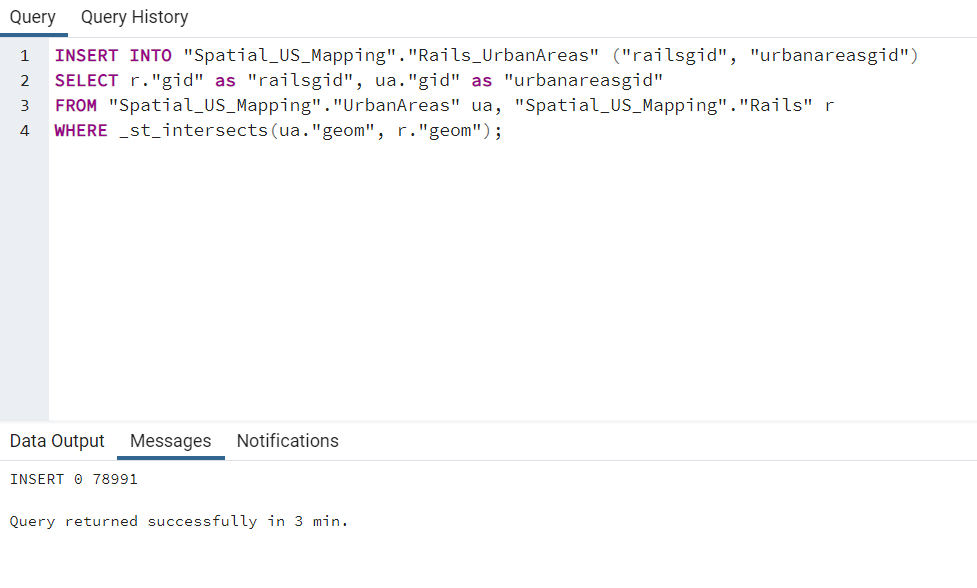 Query Query History
1 INSERT INTO "Spatial_US_Mapping"."Rails_UrbanAreas" ("railsgid", "urbanareasgid")
2 SELECT r."gid" as "railsgid", ua."gid" as "urbanareasgid"
3 FROM "Spatial_US_Mapping"."UrbanAreas" ua, "Spatial_US_Mapping"."Rails" r
4 WHERE _st_intersects(ua."geom", r."geom");
Data Output Messages Notifications
INSERT 0 78991
Query returned successfully in 3 min.